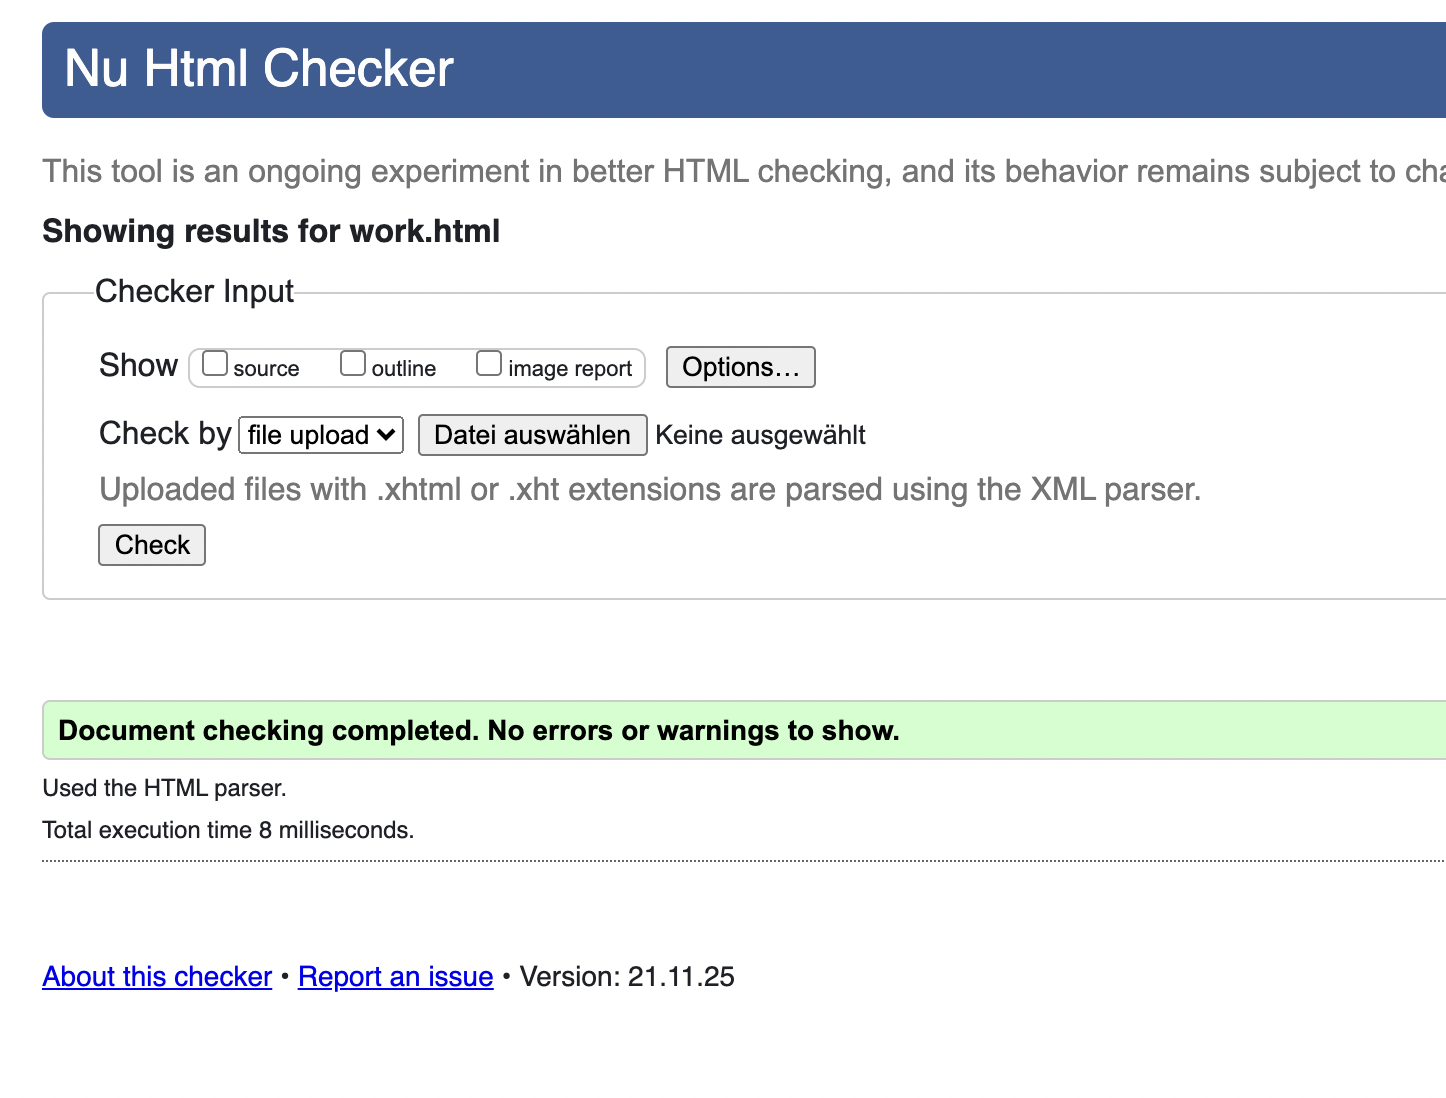 Nu Html Checker
This tool is an ongoing experiment in better HTML checking, and its behavior remains subject to
Showing results for work.html
Checker Input
Show source outline image report Options…
Check by file upload Datei auswählen Keine ausgewählt
Uploaded files with .xhtml or .xht extensions are parsed using the XML parser.
Check
Document checking completed. No errors or warnings to show.
Used the HTML parser.
Total execution time 8 milliseconds.
About this checker • Report an issue • Version: 21.11.25